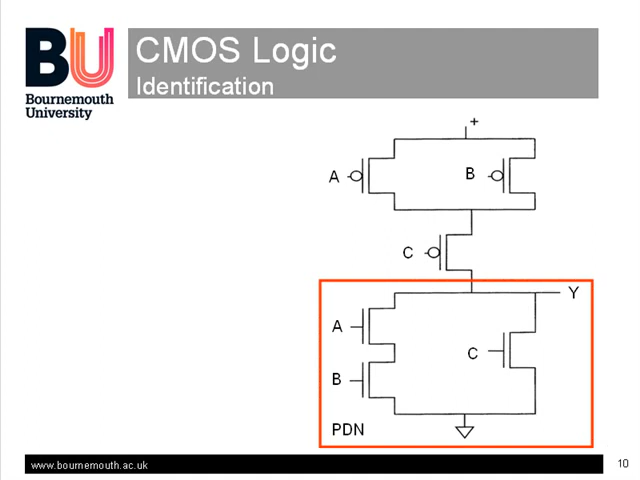 BU
Bournemouth
University
CMOS Logic
Identification
+
A
B
C
Y
A
C
B
PDN
www.bournemouth.ac.uk
10